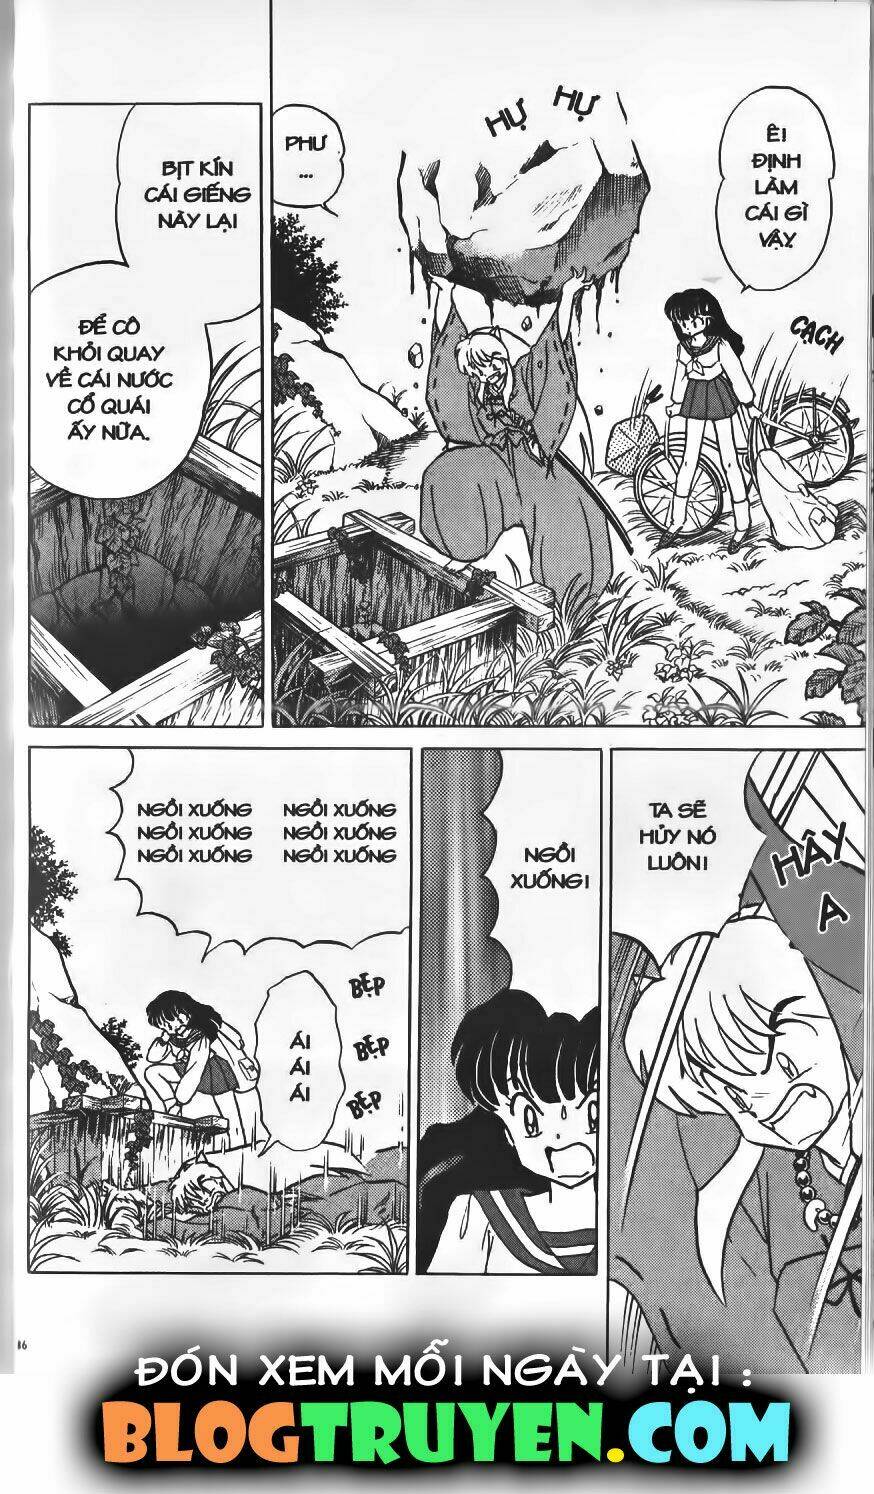 ÊI
ĐỊNH
LÀM
CÁI GÌ
VẬY.
CẠCH
HỰ HỰ
PHƯ
...
BỊT KÍN
CÁI GIẾNG
NÀY LẠI
ĐỂ CÔ
KHỎI QUAY
VỀ CÁI NƯỚC
CỔ QUÁI
ẤY NỮA.
TA SẼ
HỦY NÓ
LUÔN!
HÂY
A
NGỒI
XUỐNG!
NGỒI XUỐNG NGỒI XUỐNG
NGỒI XUỐNG NGỒI XUỐNG
NGỒI XUỐNG NGỒI XUỐNG
ÁI
ÁI
ÁI
BẸP
BẸP
BẸP
86
ĐÓN XEM MỖI NGÀY TẠI :
BLOGTRUYEN.COM